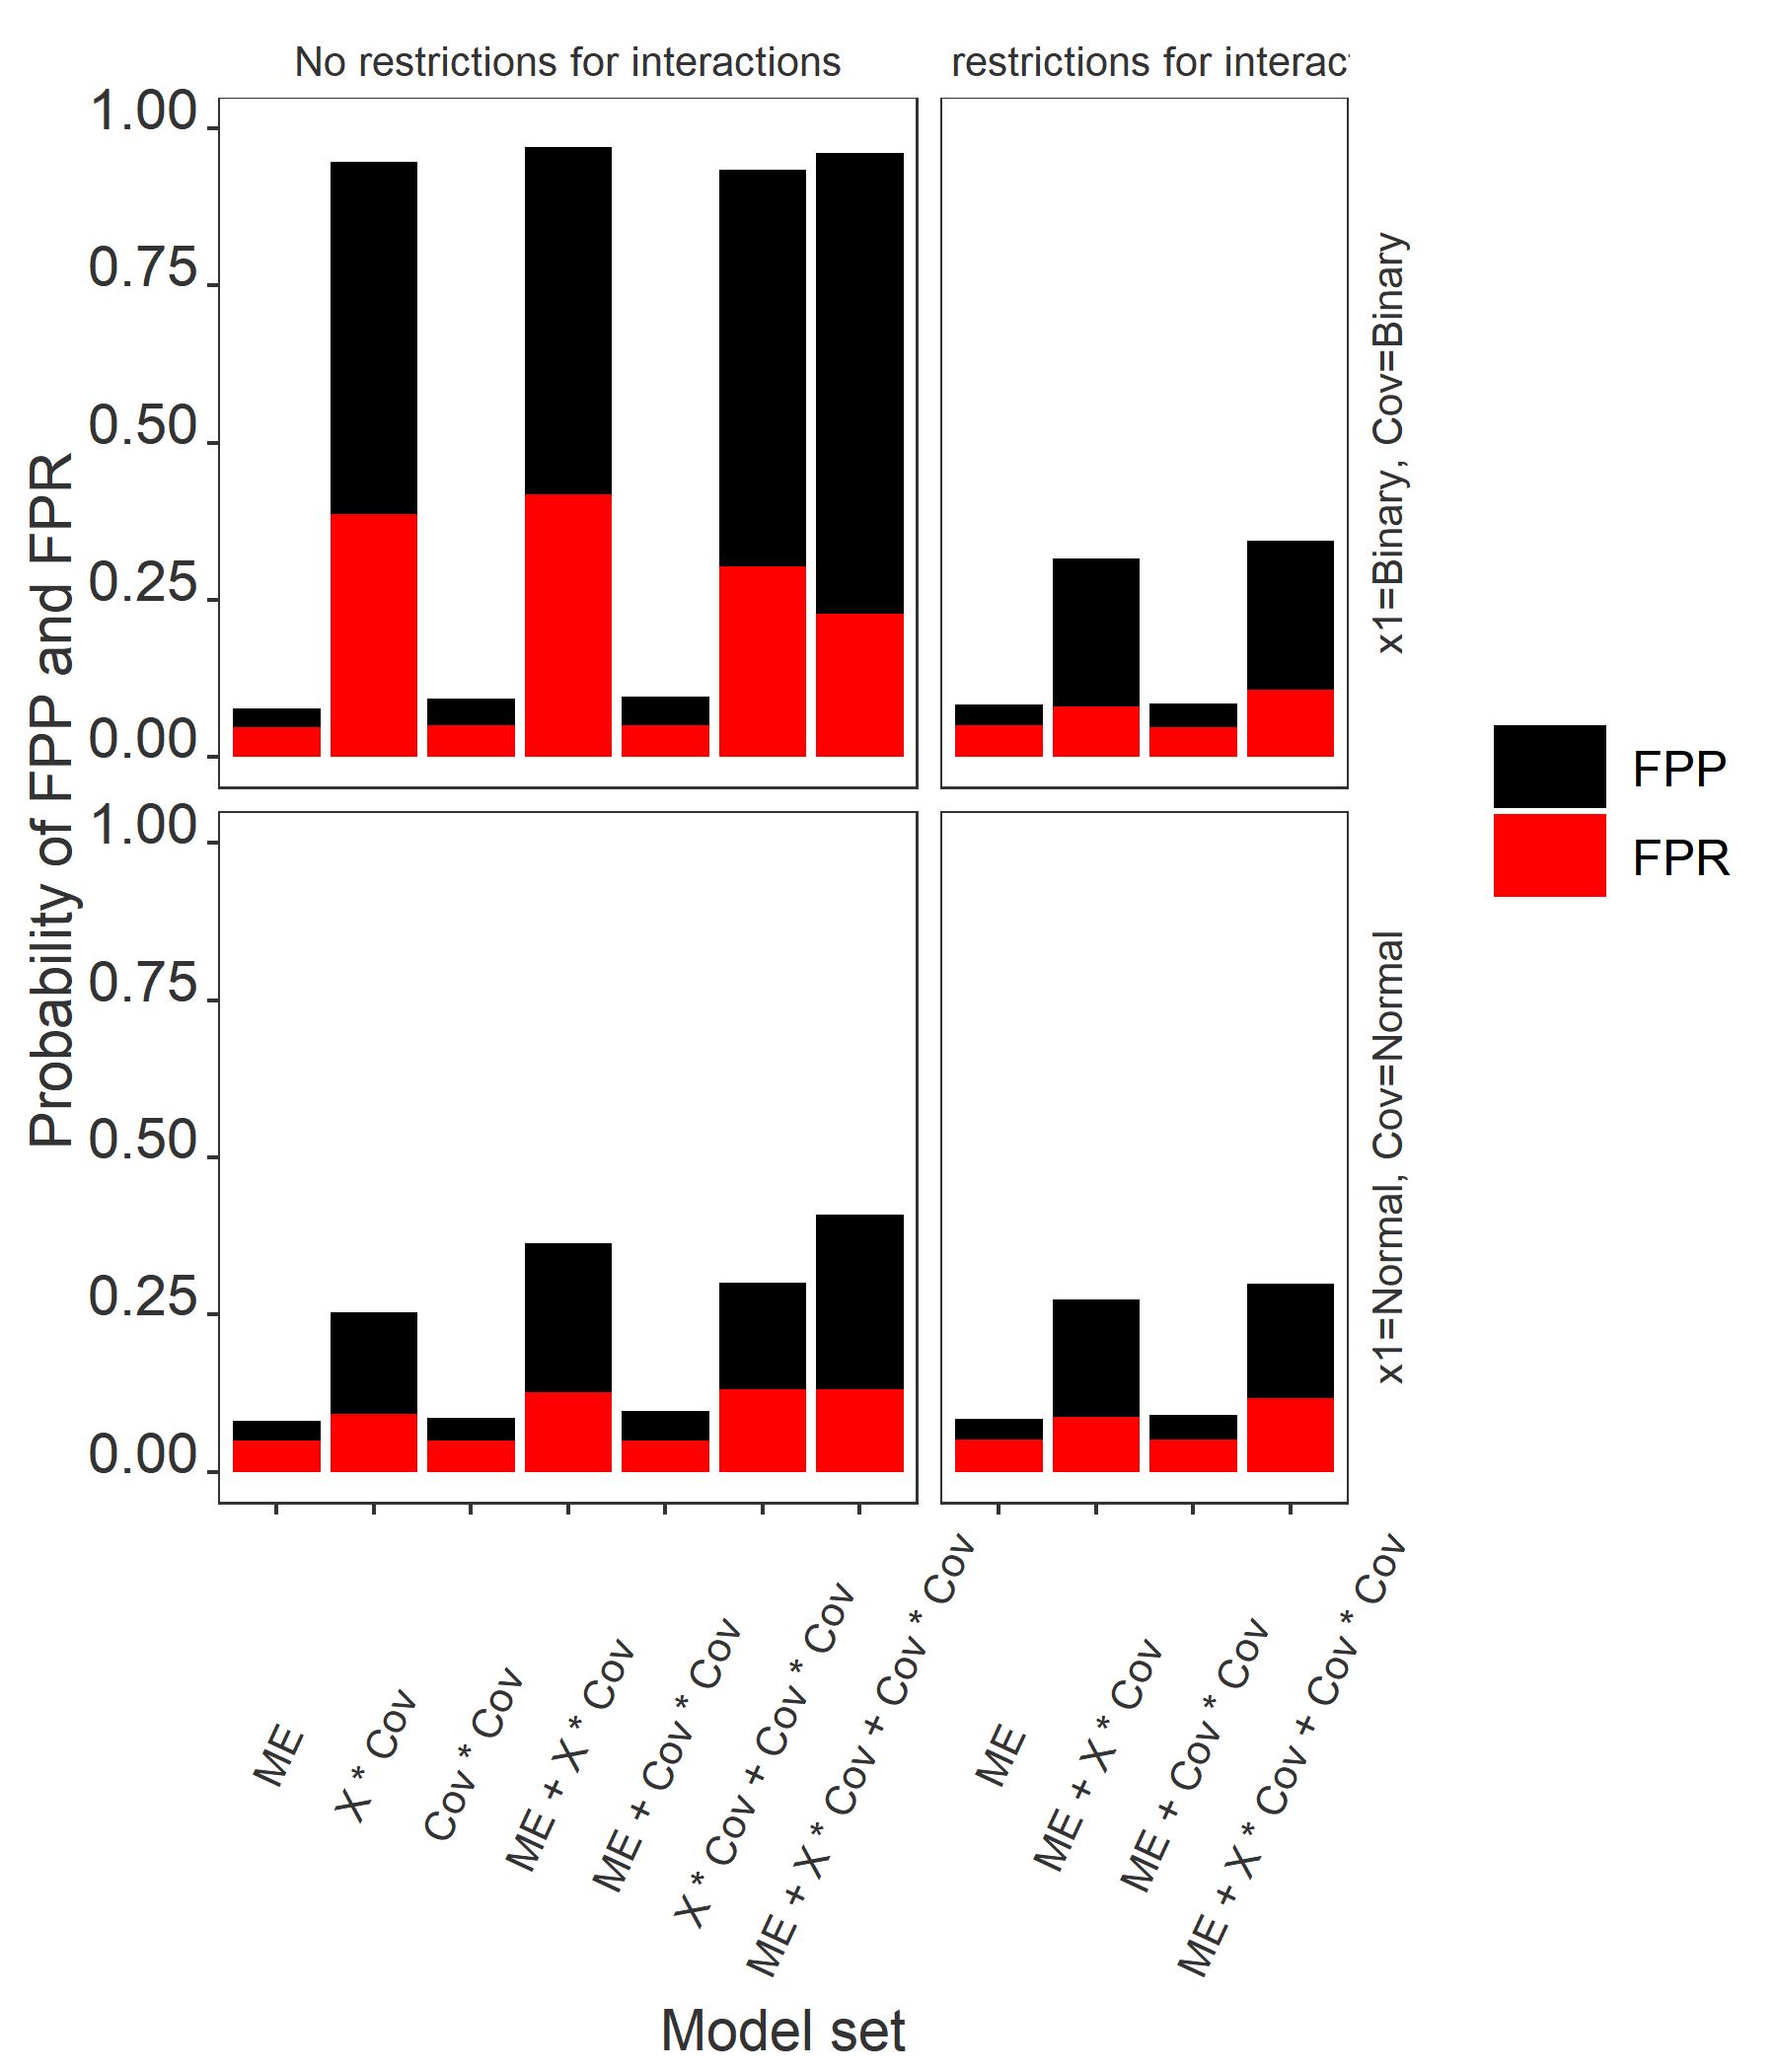 No restrictions for interactions
restrictions for interac
Probability of FPP and FPR
1.00
0.75
0.50
0.25
0.00
x1=Binary, Cov=Binary
1.00
0.75
0.50
0.25
0.00
x1=Normal, Cov=Normal
FPP
FPR
ME
X * Cov
Cov * Cov
ME + X * Cov
ME + Cov * Cov
X * Cov + Cov * Cov
ME + X * Cov + Cov * Cov
ME
ME + X * Cov
ME + Cov * Cov
ME + X * Cov + Cov * Cov
Model set